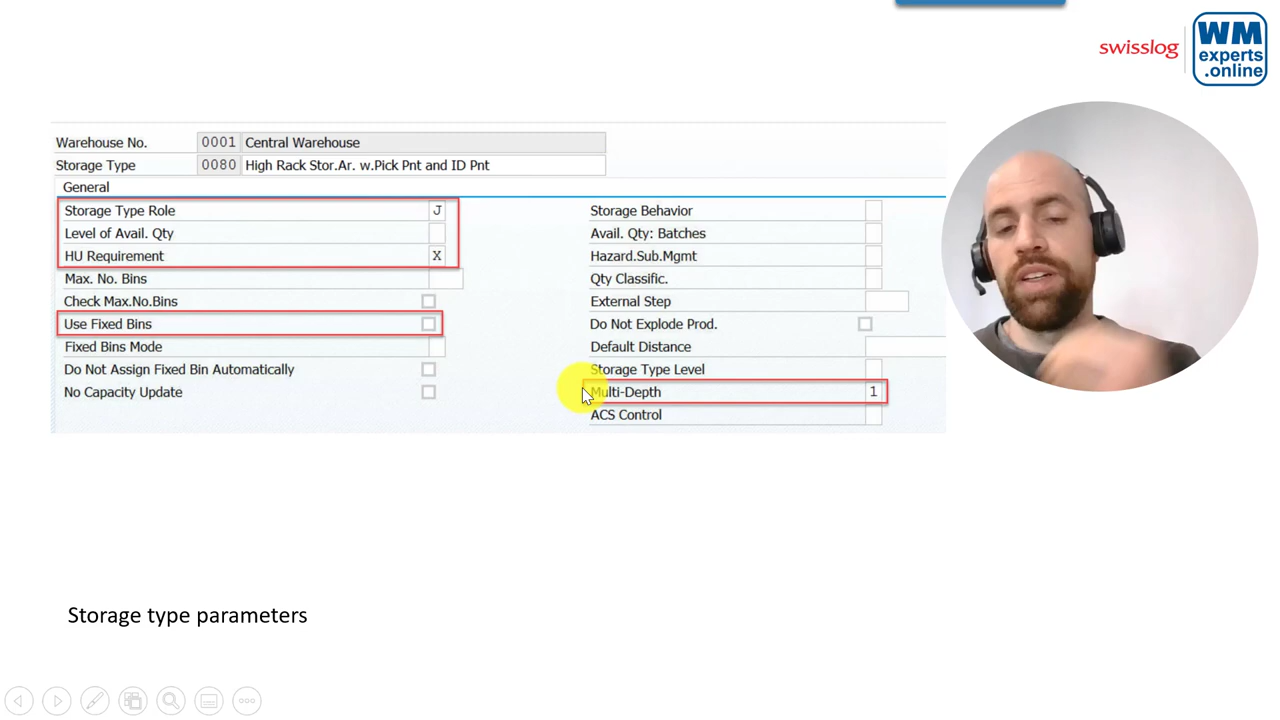 swisslog
WM
experts
.online
Warehouse No. 0001 Central Warehouse
Storage Type 0080 High Rack Stor.Ar. w.Pick Pnt and ID Pnt
General
Storage Type Role J
Level of Avail. Qty
HU Requirement X
Max. No. Bins
Check Max.No.Bins
Use Fixed Bins
Fixed Bins Mode
Do Not Assign Fixed Bin Automatically
No Capacity Update
Storage Behavior
Avail. Qty: Batches
Hazard.Sub.Mgmt
Qty Classific.
External Step
Do Not Explode Prod.
Default Distance
Storage Type Level
Multi-Depth 1
ACS Control
Storage type parameters